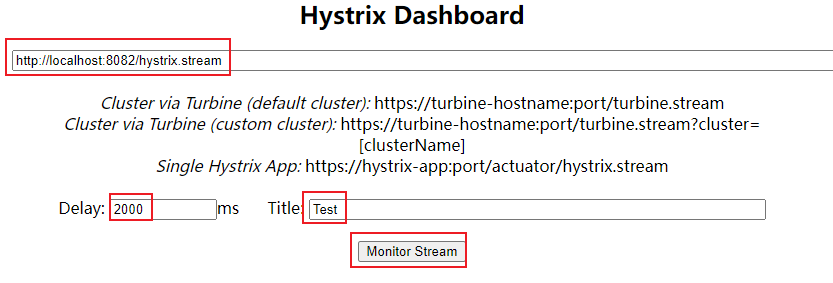 Hystrix Dashboard
http://localhost:8082/hystrix.stream
Cluster via Turbine (default cluster): https://turbine-hostname:port/turbine.stream
Cluster via Turbine (custom cluster): https://turbine-hostname:port/turbine.stream?cluster=
[clusterName]
Single Hystrix App: https://hystrix-app:port/actuator/hystrix.stream
Delay: 2000 ms Title: Test
Monitor Stream